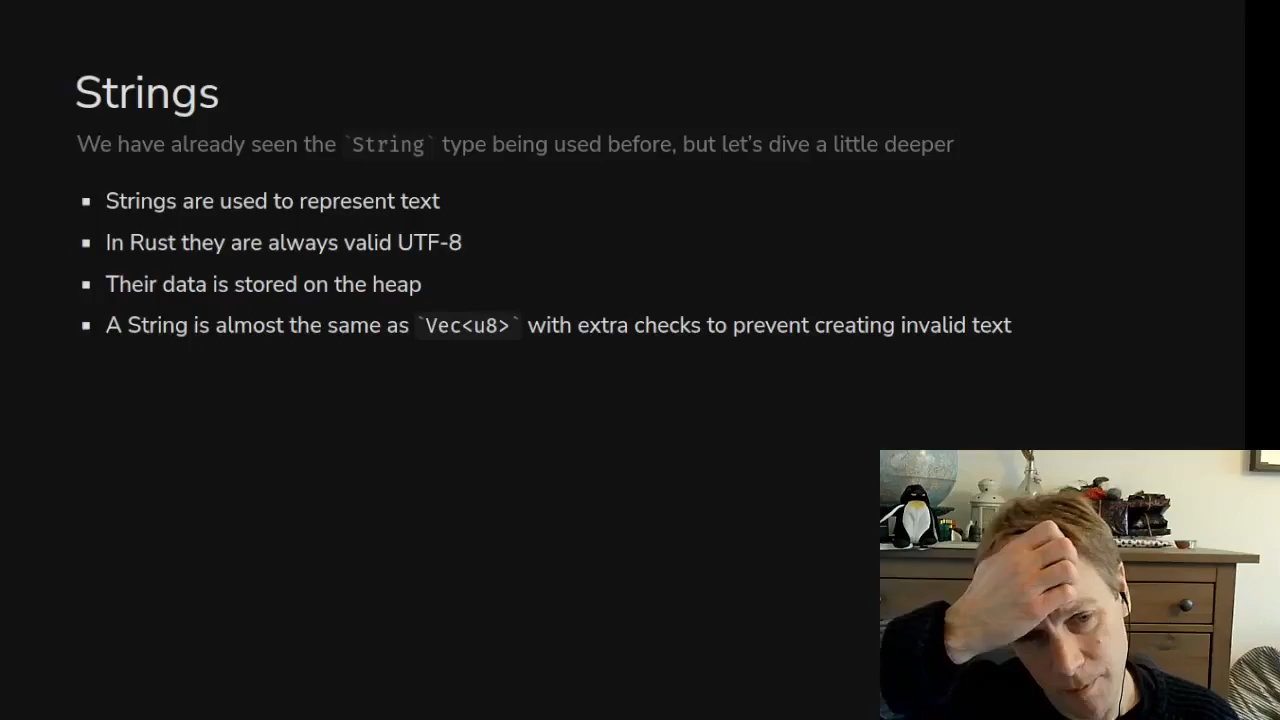 Strings
We have already seen the `String` type being used before, but let's dive a little deeper
▪ Strings are used to represent text
▪ In Rust they are always valid UTF-8
▪ Their data is stored on the heap
▪ A String is almost the same as `Vec<u8>` with extra checks to prevent creating invalid text